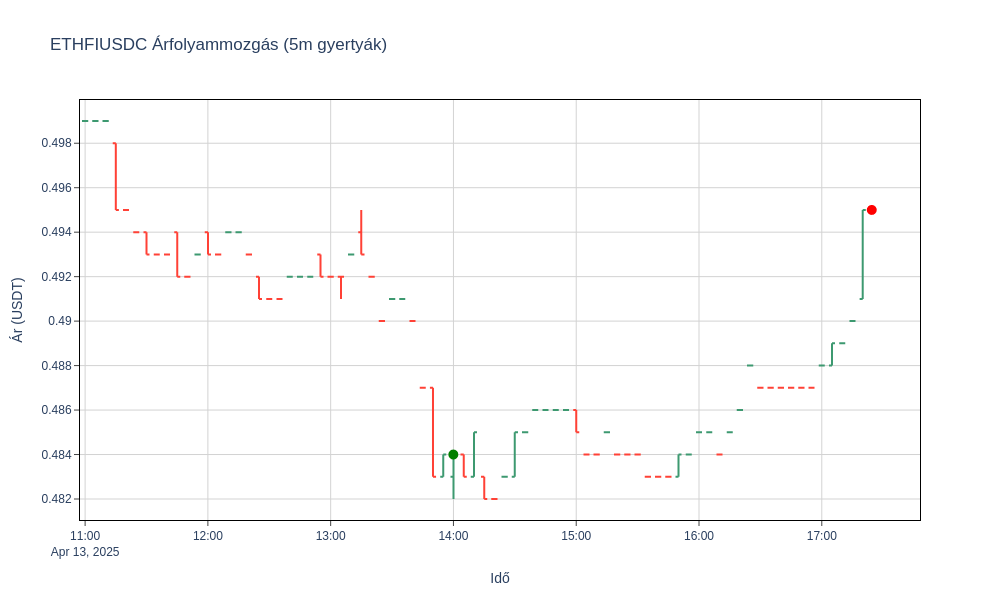 ETHFIUSDC Árfolyammozgás (5m gyertyák)
Ár (USDT)
0.498
0.496
0.494
0.492
0.49
0.488
0.486
0.484
0.482
11:00 12:00 13:00 14:00 15:00 16:00 17:00
Apr 13, 2025
Idő